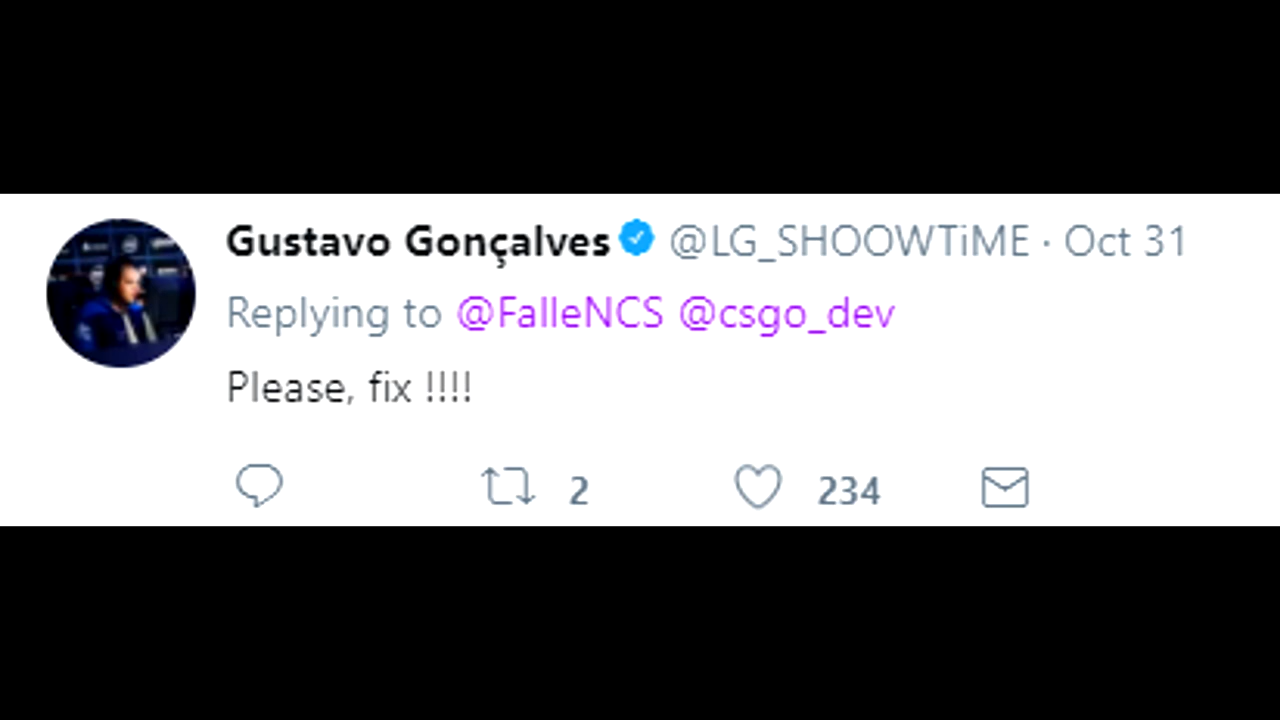 Gustavo Gonçalves @LG_SHOOWTiME · Oct 31
Replying to @FalleNCS @csgo_dev
Please, fix !!!!
2 234